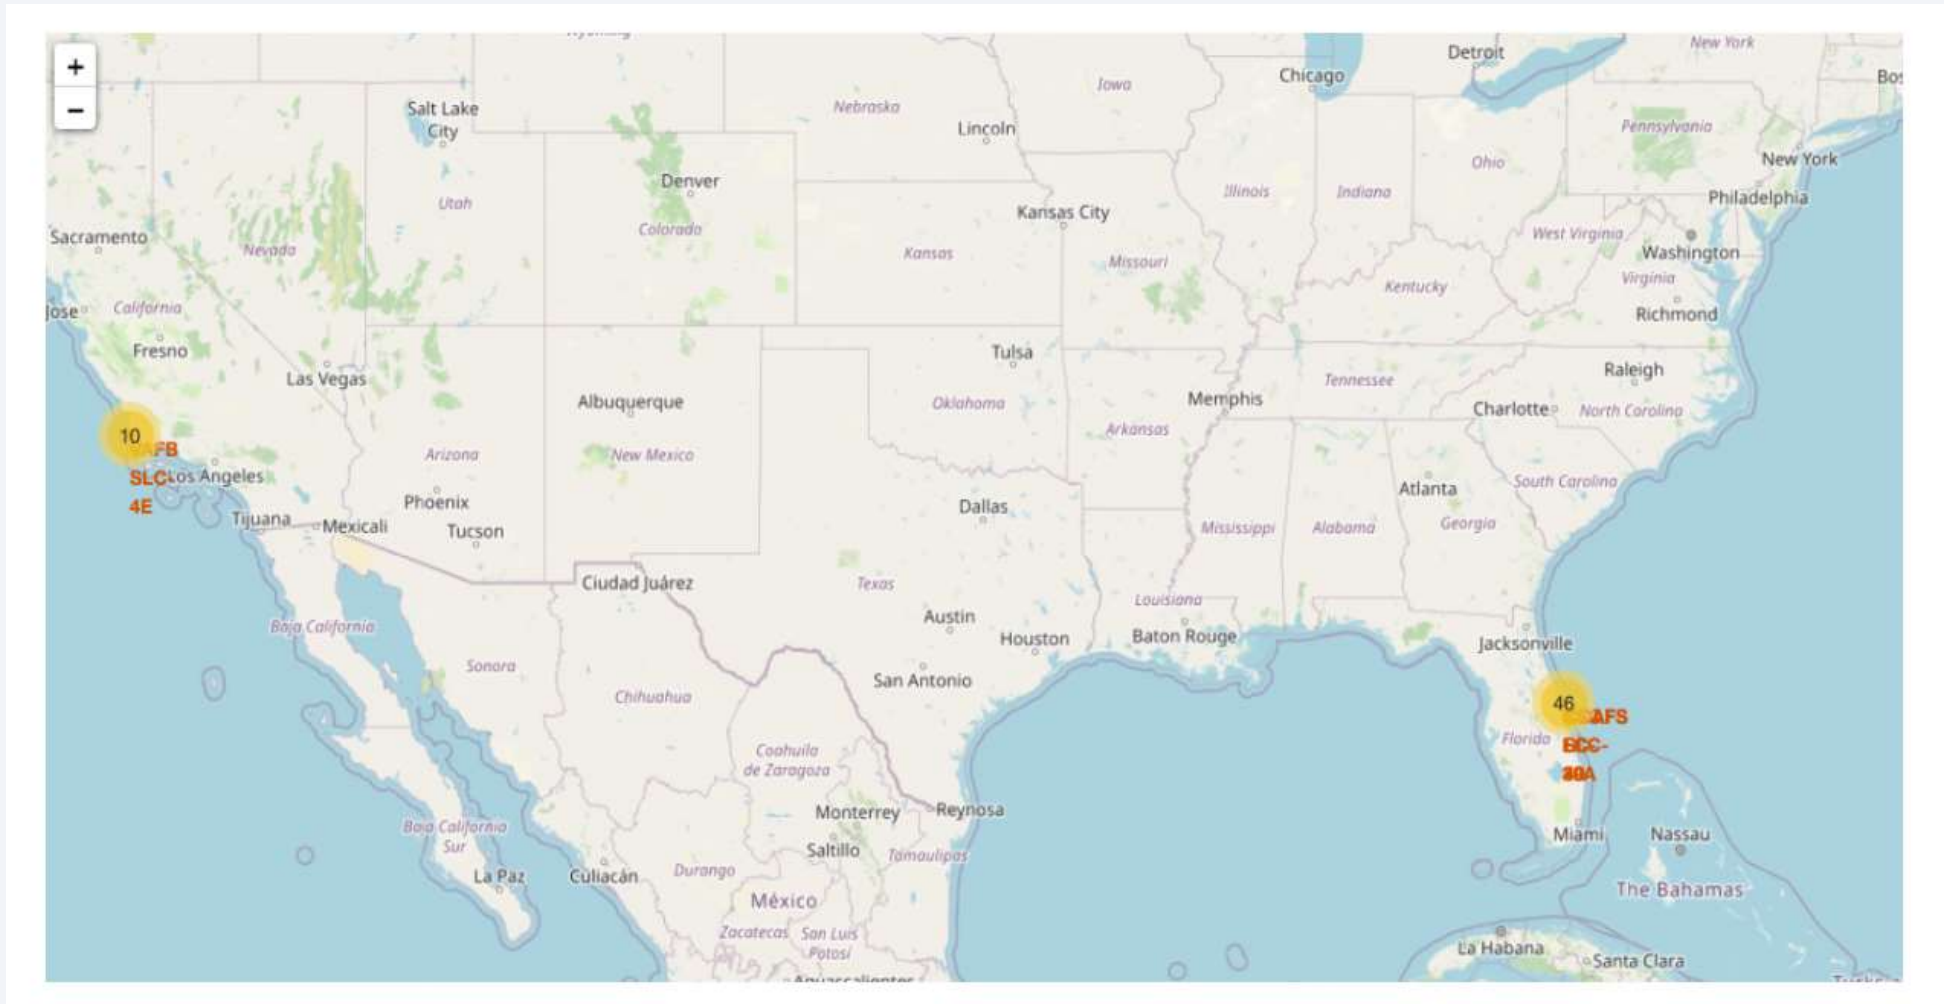 +
−
New York
Detroit
Chicago
Iowa
Salt Lake
City
Nebraska
Lincoln
Pennsylvania
New York
Ohio
Denver
Utah
Illinois
Indiana
Philadelphia
Kansas City
Colorado
Sacramento
Nevada
Kansas
Missouri
West Virginia
Washington
Virginia
Kentucky
California
Jose
Richmond
Fresno
Las Vegas
Tulsa
Tennessee
Raleigh
Albuquerque
Oklahoma
Memphis
Charlotte
North Carolina
Arkansas
10
AFB
SLC-
4E
Los Angeles
Arizona
New Mexico
Phoenix
Atlanta
South Carolina
Tijuana
Mexicali
Tucson
Dallas
Mississippi
Alabama
Georgia
Ciudad Juárez
Texas
Louisiana
Austin
Houston
Baton Rouge
Baja California
Jacksonville
Sonora
San Antonio
Chihuahua
46
AFS
Florida
Coahuila
de Zaragoza
Monterrey
Reynosa
Baja California
Sur
Saltillo
Tamaulipas
Miami
Nassau
La Paz
Culiacán
Durango
The Bahamas
México
Zacatecas
San Luis
Potosí
La Habana
Santa Clara